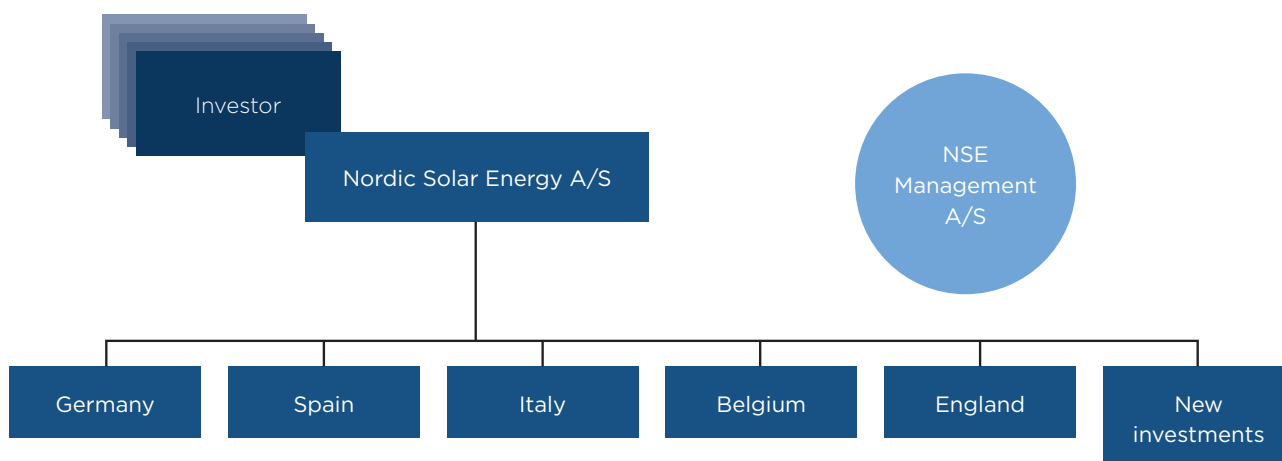 Investor
Nordic Solar Energy A/S
NSE
Management
A/S
Germany
Spain
Italy
Belgium
England
New
investments